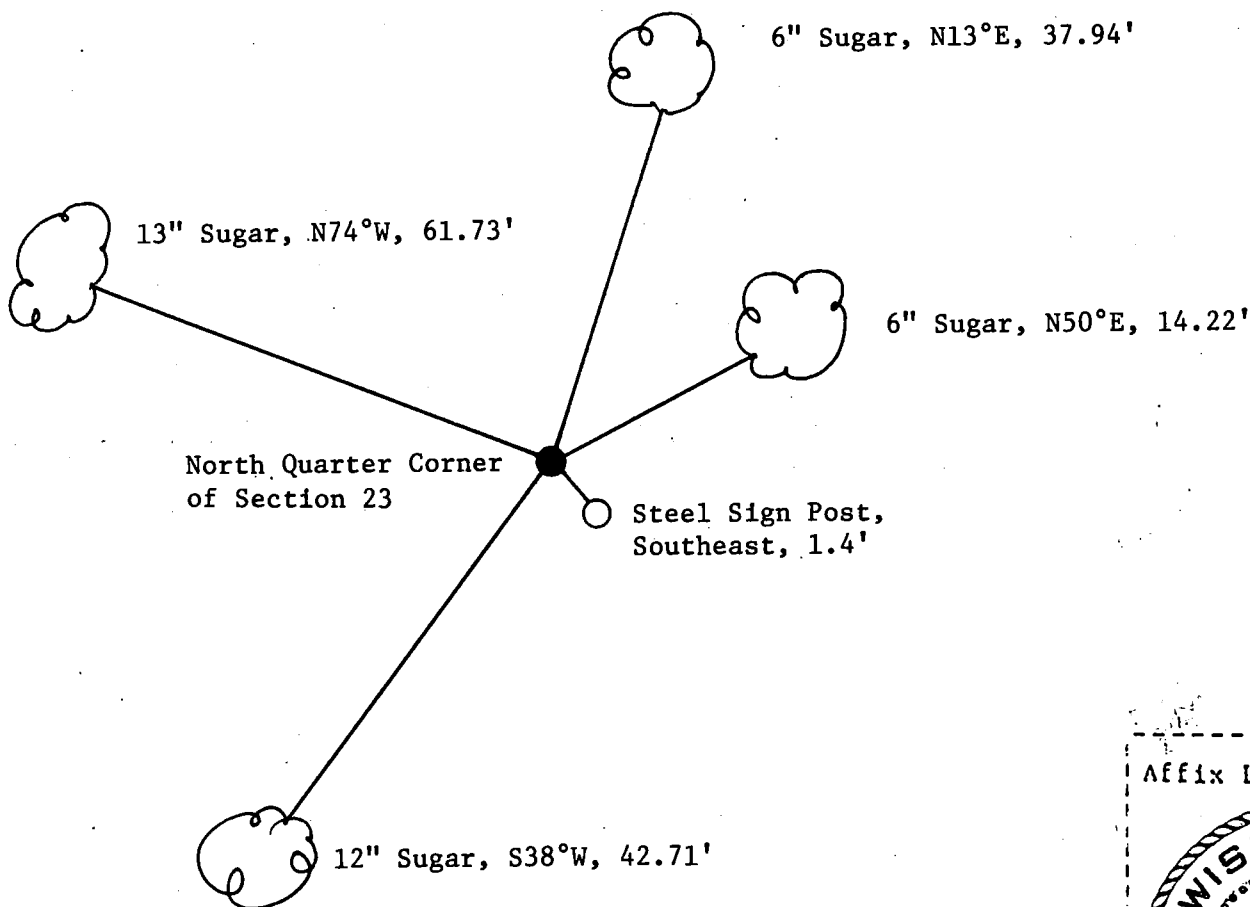 6" Sugar, N13°E, 37.94'
13" Sugar, N74°W, 61.73'
6" Sugar, N50°E, 14.22'
North Quarter Corner
of Section 23
Steel Sign Post,
Southeast, 1.4'
Affix
12" Sugar, S38°W, 42.71'
WIS